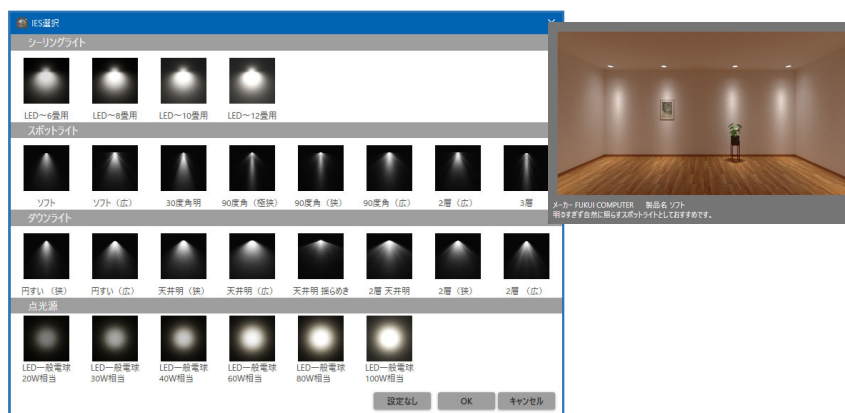 IES選択
シーリングライト
LED～6畳用 LED～8畳用 LED～10畳用 LED～12畳用
スポットライト
ソフト ソフト（広） 30度角明 90度角（極狭） 90度角（狭） 90度角（広） 2層（広） 3層
ダウンライト
円すい（狭） 円すい（広） 天井明（狭） 天井明（広） 天井明 揺らめき 2層 天井明 2層（狭） 2層（広）
点光源
LED一般電球 LED一般電球 LED一般電球 LED一般電球 LED一般電球 LED一般電球
20W相当 30W相当 40W相当 60W相当 80W相当 100W相当
設定なし OK キャンセル
メーカー FUKUI COMPUTER 製品名 ソフト
明るすぎず自然に照らすスポットライトとしておすすめです。